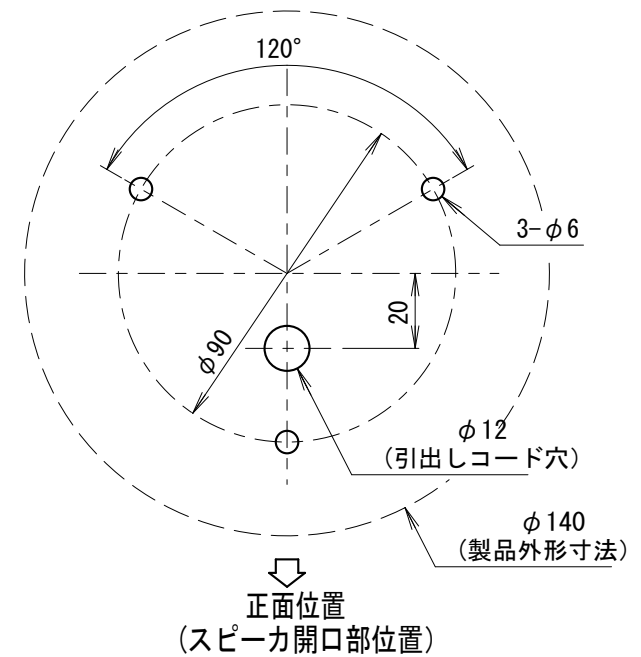 120°
3-φ6
20
φ90
φ12
(引出しコード穴)
φ140
(製品外形寸法)
正面位置
(スピーカ開口部位置)